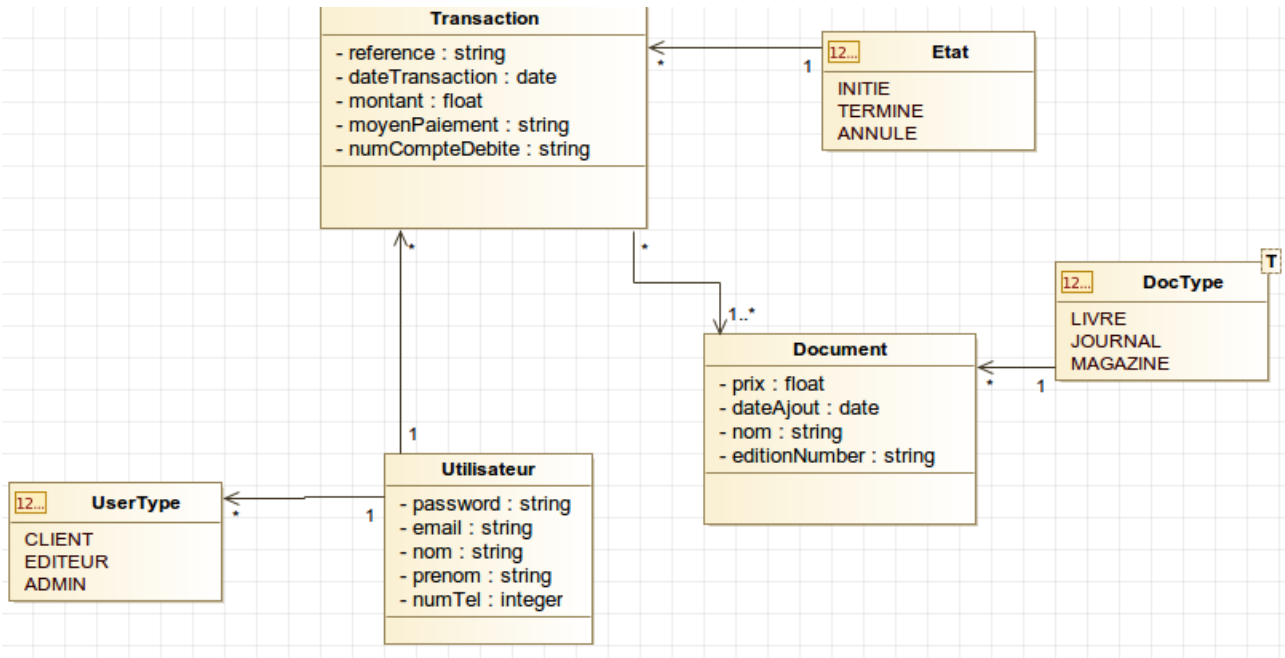 Transaction
- reference : string
- dateTransaction : date
- montant : float
- moyenPaiement : string
- numCompteDebite : string
*
1
12...
Etat
INITIE
TERMINE
ANNULE
*
*
1..*
T
12...
DocType
LIVRE
JOURNAL
MAGAZINE
*
1
Document
- prix : float
- dateAjout : date
- nom : string
- editionNumber : string
1
Utilisateur
- password : string
- email : string
- nom : string
- prenom : string
- numTel : integer
12...
UserType
CLIENT
EDITEUR
ADMIN
*
1